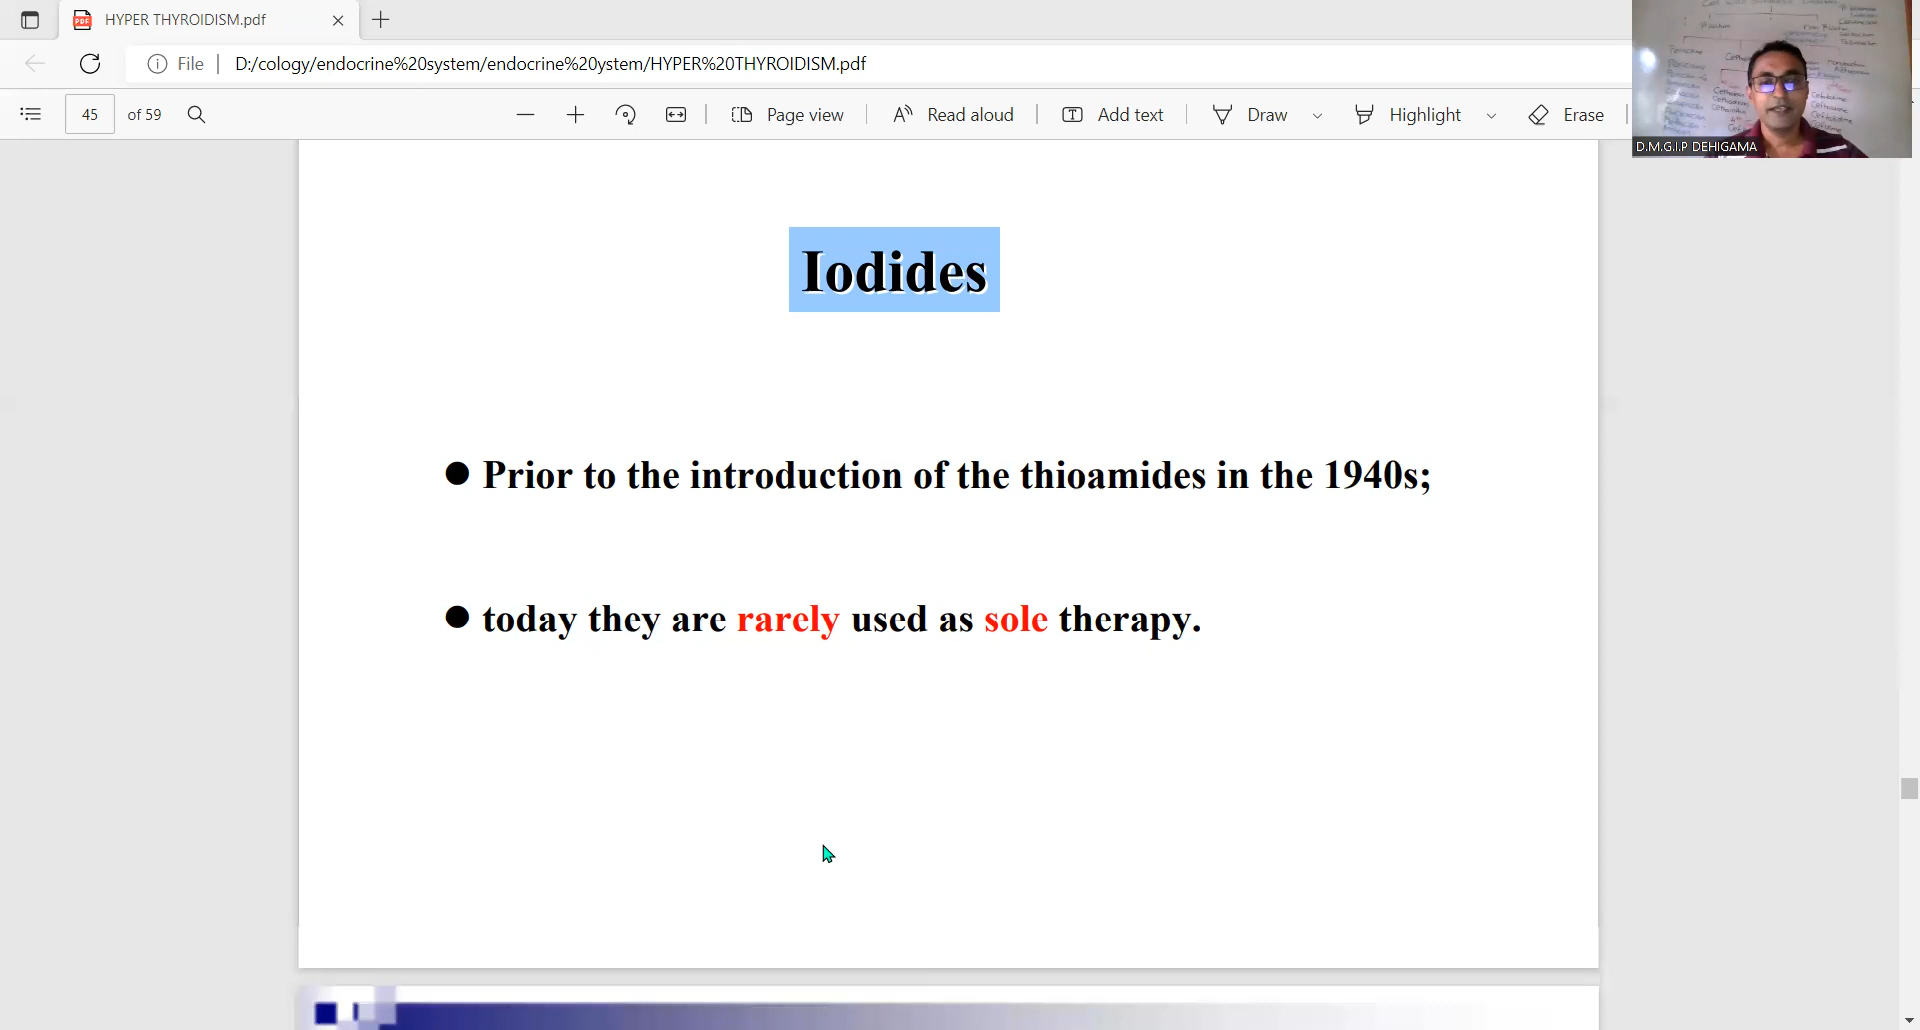 HYPER THYROIDISM.pdf
File
D:/cology/endocrine%20system/endocrine%20ystem/HYPER%20THYROIDISM.pdf
45 of 59
Page view
Read aloud
Add text
Draw
Highlight
Erase
D.M.G.I.P DEHIGAMA
Iodides
● Prior to the introduction of the thioamides in the 1940s;
● today they are rarely used as sole therapy.